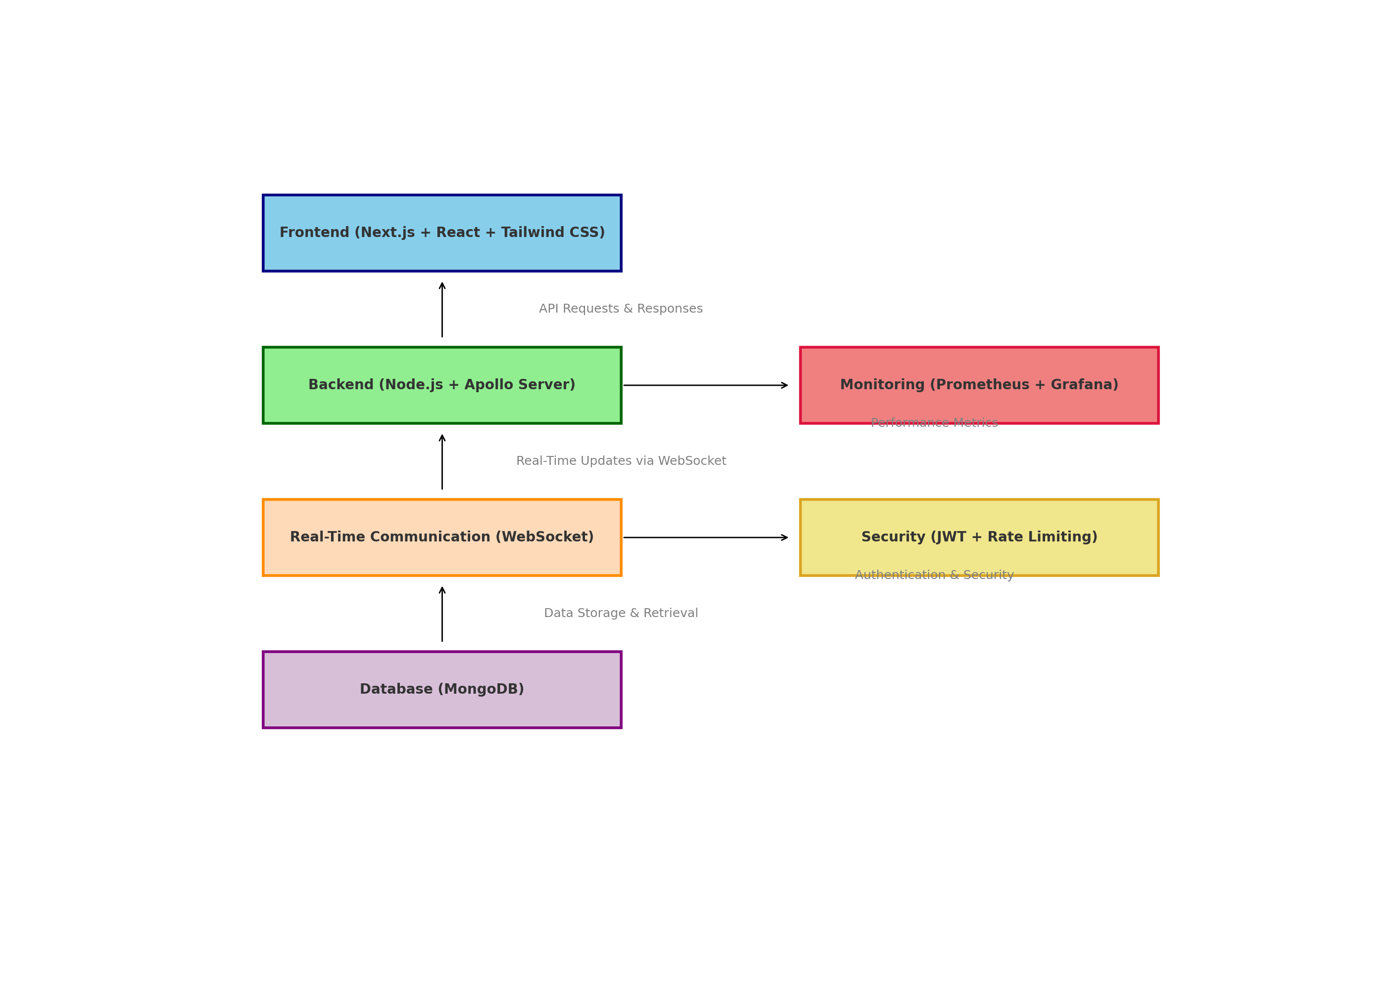 Frontend (Next.js + React + Tailwind CSS)
API Requests & Responses
Backend (Node.js + Apollo Server)
Monitoring (Prometheus + Grafana)
Performance Metrics
Real-Time Updates via WebSocket
Real-Time Communication (WebSocket)
Security (JWT + Rate Limiting)
Authentication & Security
Data Storage & Retrieval
Database (MongoDB)